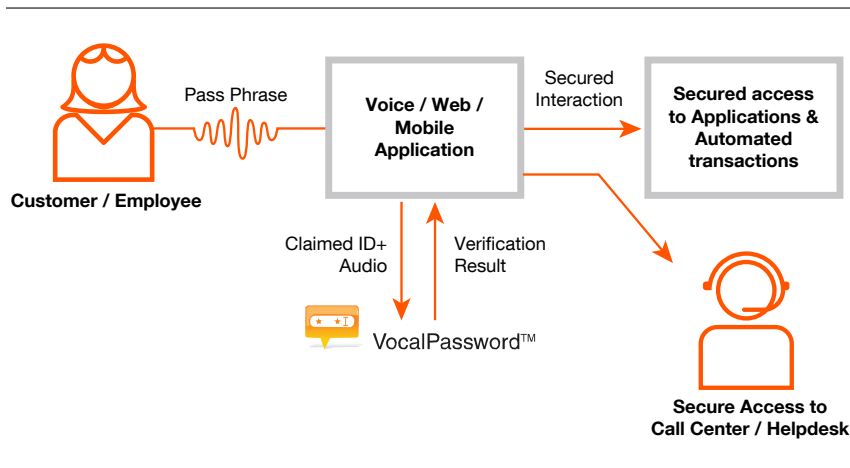 Pass Phrase
Customer / Employee
Voice / Web /
Mobile
Application
Secured
Interaction
Secured access
to Applications &
Automated
transactions
Claimed ID+
Audio
Verification
Result
VocalPassword™
Secure Access to
Call Center / Helpdesk